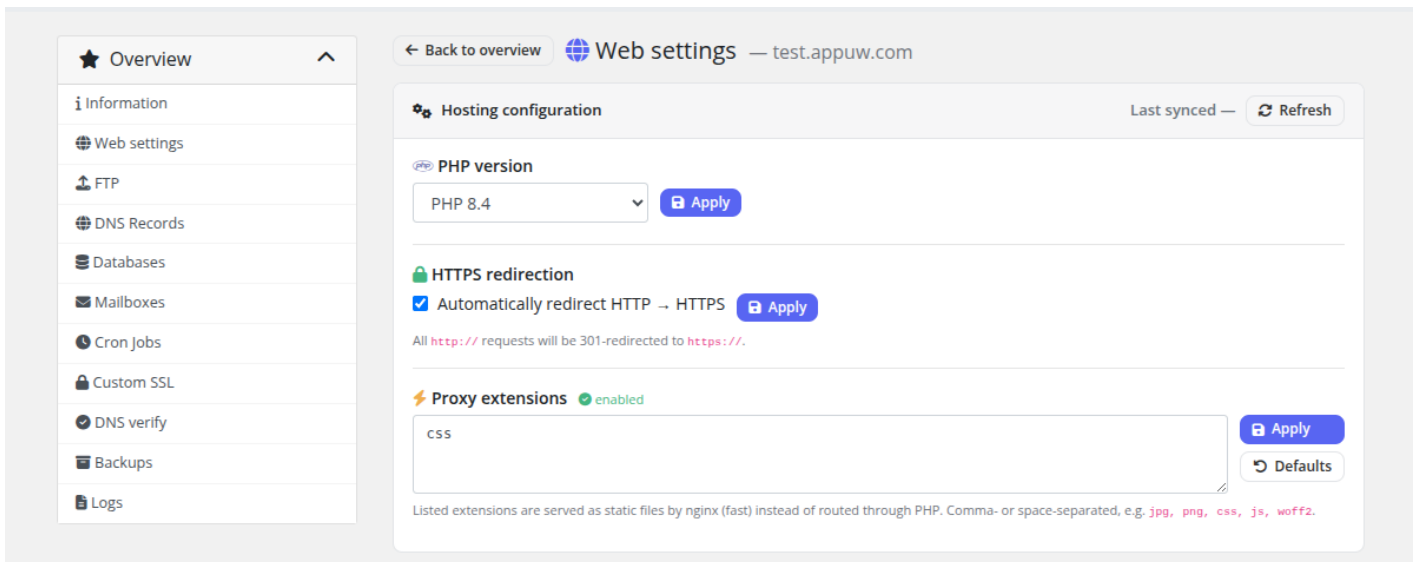 Overview
Information
Web settings
FTP
DNS Records
Databases
Mailboxes
Cron Jobs
Custom SSL
DNS verify
Backups
Logs
← Back to overview Web settings — test.appuw.com
Hosting configuration Last synced — Refresh
php PHP version
PHP 8.4 Apply
HTTPS redirection
Automatically redirect HTTP → HTTPS Apply
All http:// requests will be 301-redirected to https://.
Proxy extensions enabled
css
Apply
Defaults
Listed extensions are served as static files by nginx (fast) instead of routed through PHP. Comma- or space-separated, e.g. jpg, png, css, js, woff2.